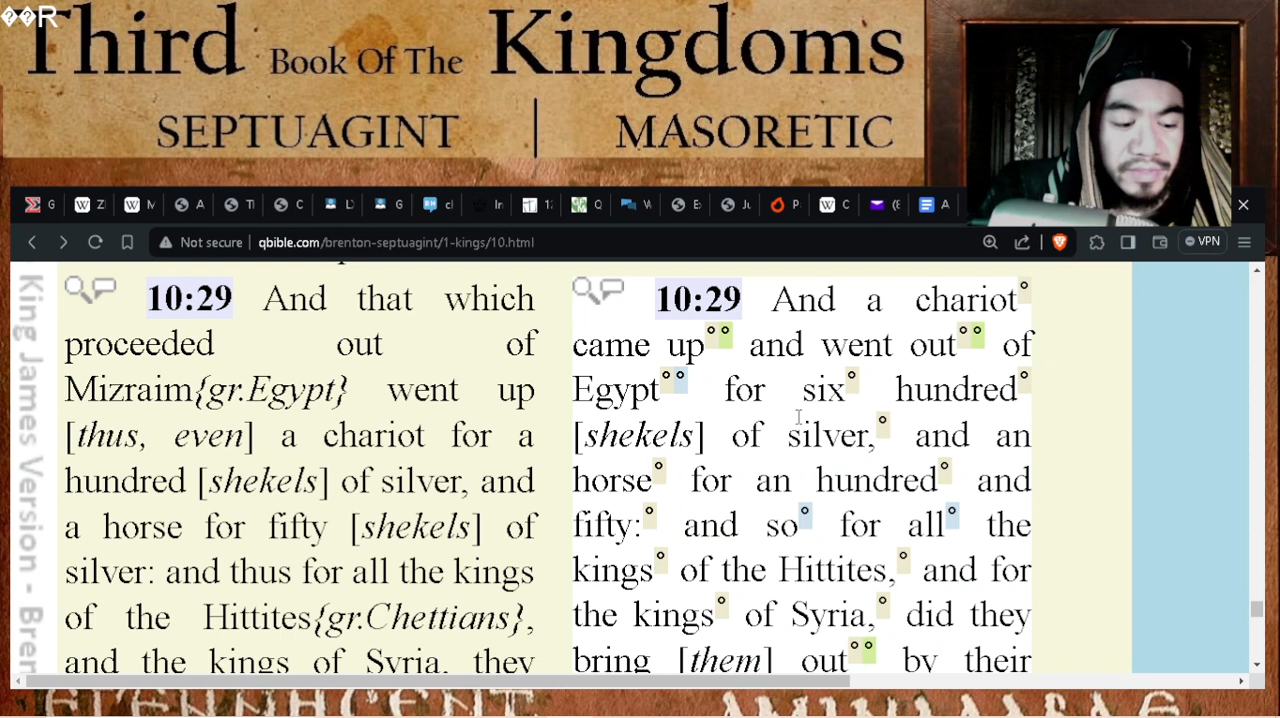 ��R
Third Book Of The Kingdoms
SEPTUAGINT | MASORETIC
G Z M A T C L G cl In 1: Q V E Ju P C (E A
Not secure qbible.com/brenton-septuagint/1-kings/10.html VPN
King James Version - Bren
10:29 And that which
proceeded out of
Mizraim{gr.Egypt} went up
[thus, even] a chariot for a
hundred [shekels] of silver, and
a horse for fifty [shekels] of
silver: and thus for all the kings
of the Hittites{gr.Chettians},
and the kings of Syria, they
10:29 And a chariot°
came up°° and went out°° of
Egypt°° for six° hundred°
[shekels] of silver,° and an
horse° for an hundred° and
fifty:° and so° for all° the
kings° of the Hittites,° and for
the kings° of Syria,° did they
bring [them] out°° by their